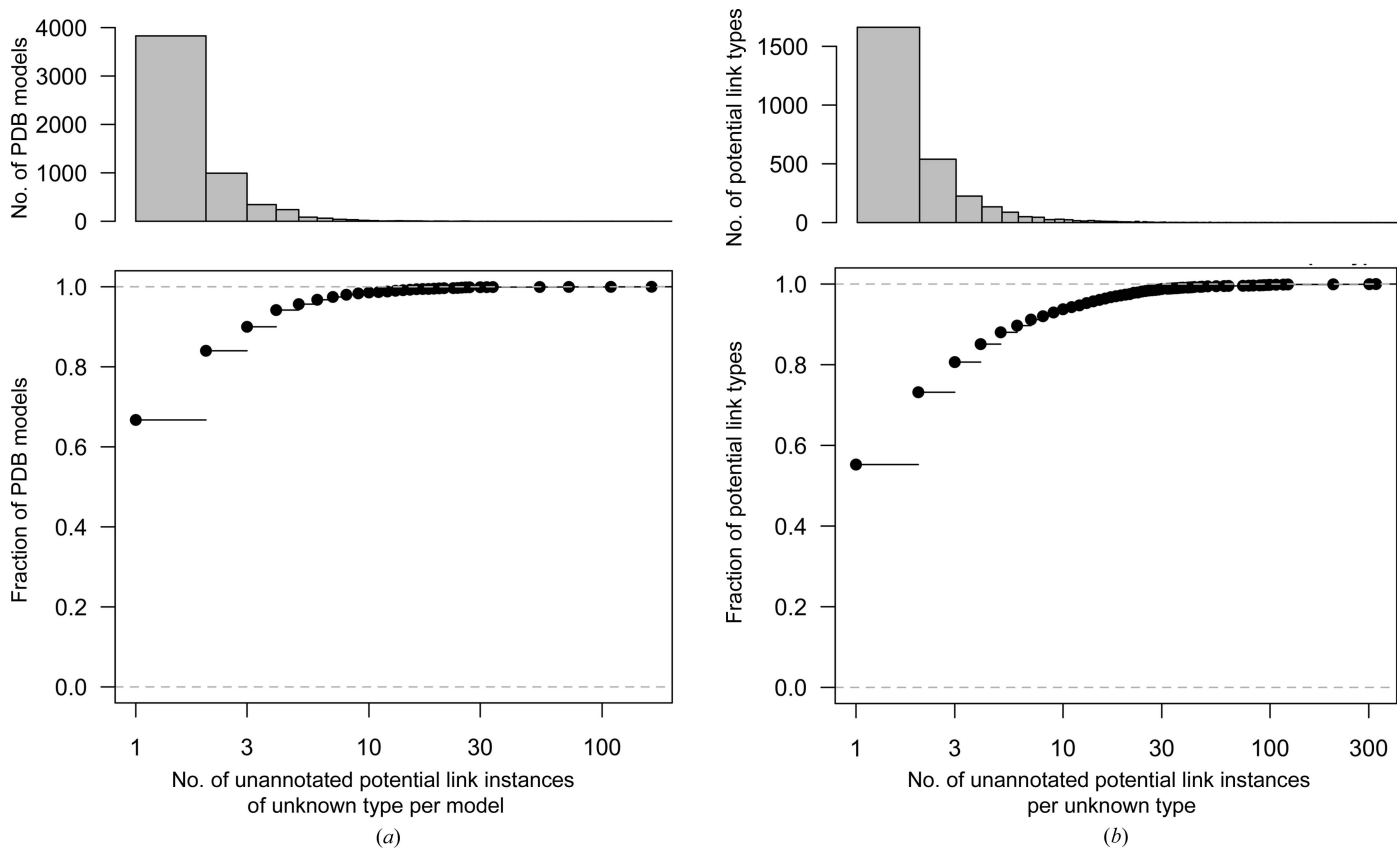 No. of PDB models
4000
3000
2000
1000
0
Fraction of PDB models
1.0
0.8
0.6
0.4
0.2
0.0
1 3 10 30 100
No. of unannotated potential link instances
of unknown type per model
(a)
No. of potential link types
1500
1000
500
0
Fraction of potential link types
1.0
0.8
0.6
0.4
0.2
0.0
1 3 10 30 100 300
No. of unannotated potential link instances
per unknown type
(b)